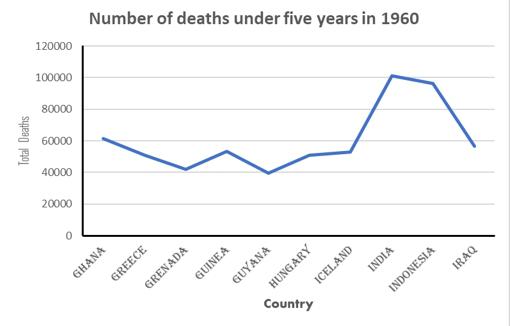 Number of deaths under five years in 1960
120000
100000
80000
60000
40000
20000
0
Total Deaths
GHANA
GREECE
GRENADA
GUINEA
GUYANA
HUNGARY
ICELAND
INDIA
INDONESIA
IRAQ
Country